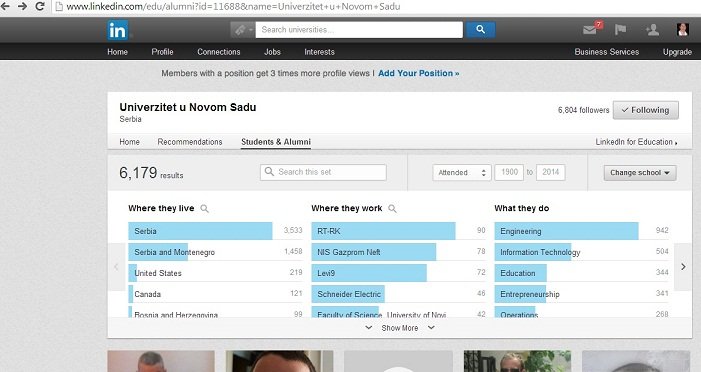 www.linkedin.com/edu/alumni?id=11688&name=Univerzitet+u+Novom+Sadu
in Search universities... 7
Home Profile Connections Jobs Interests Business Services Upgrade
Members with a position get 3 times more profile views | Add Your Position »
Univerzitet u Novom Sadu
Serbia
6,804 followers Following
Home Recommendations Students & Alumni LinkedIn for Education
6,179 results Search this set Attended 1900 to 2014 Change school
Where they live Where they work What they do
Serbia 3,533 RT-RK 90 Engineering 942
Serbia and Montenegro 1,458 NIS Gazprom Neft 78 Information Technology 504
United States 219 Levi9 72 Education 344
Canada 121 Schneider Electric 46 Entrepreneurship 341
Bosnia and Herzegovina 99 Faculty of Science, University of Novi... 42 Operations 268
Show More